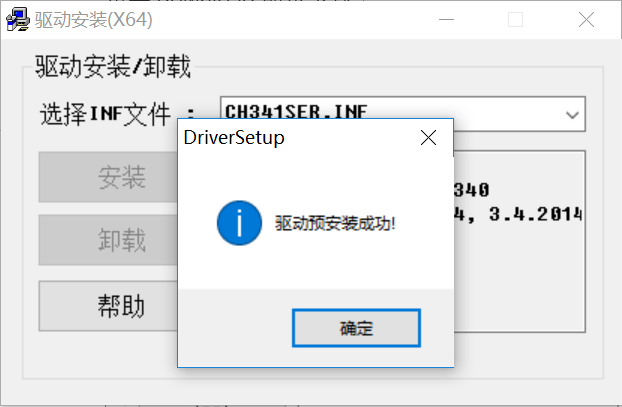 驱动安装(X64)
驱动安装/卸载
选择INF文件 :
CH341SER.INF
DriverSetup
安装
340
4, 3.4.2014
驱动预安装成功!
卸载
帮助
确定